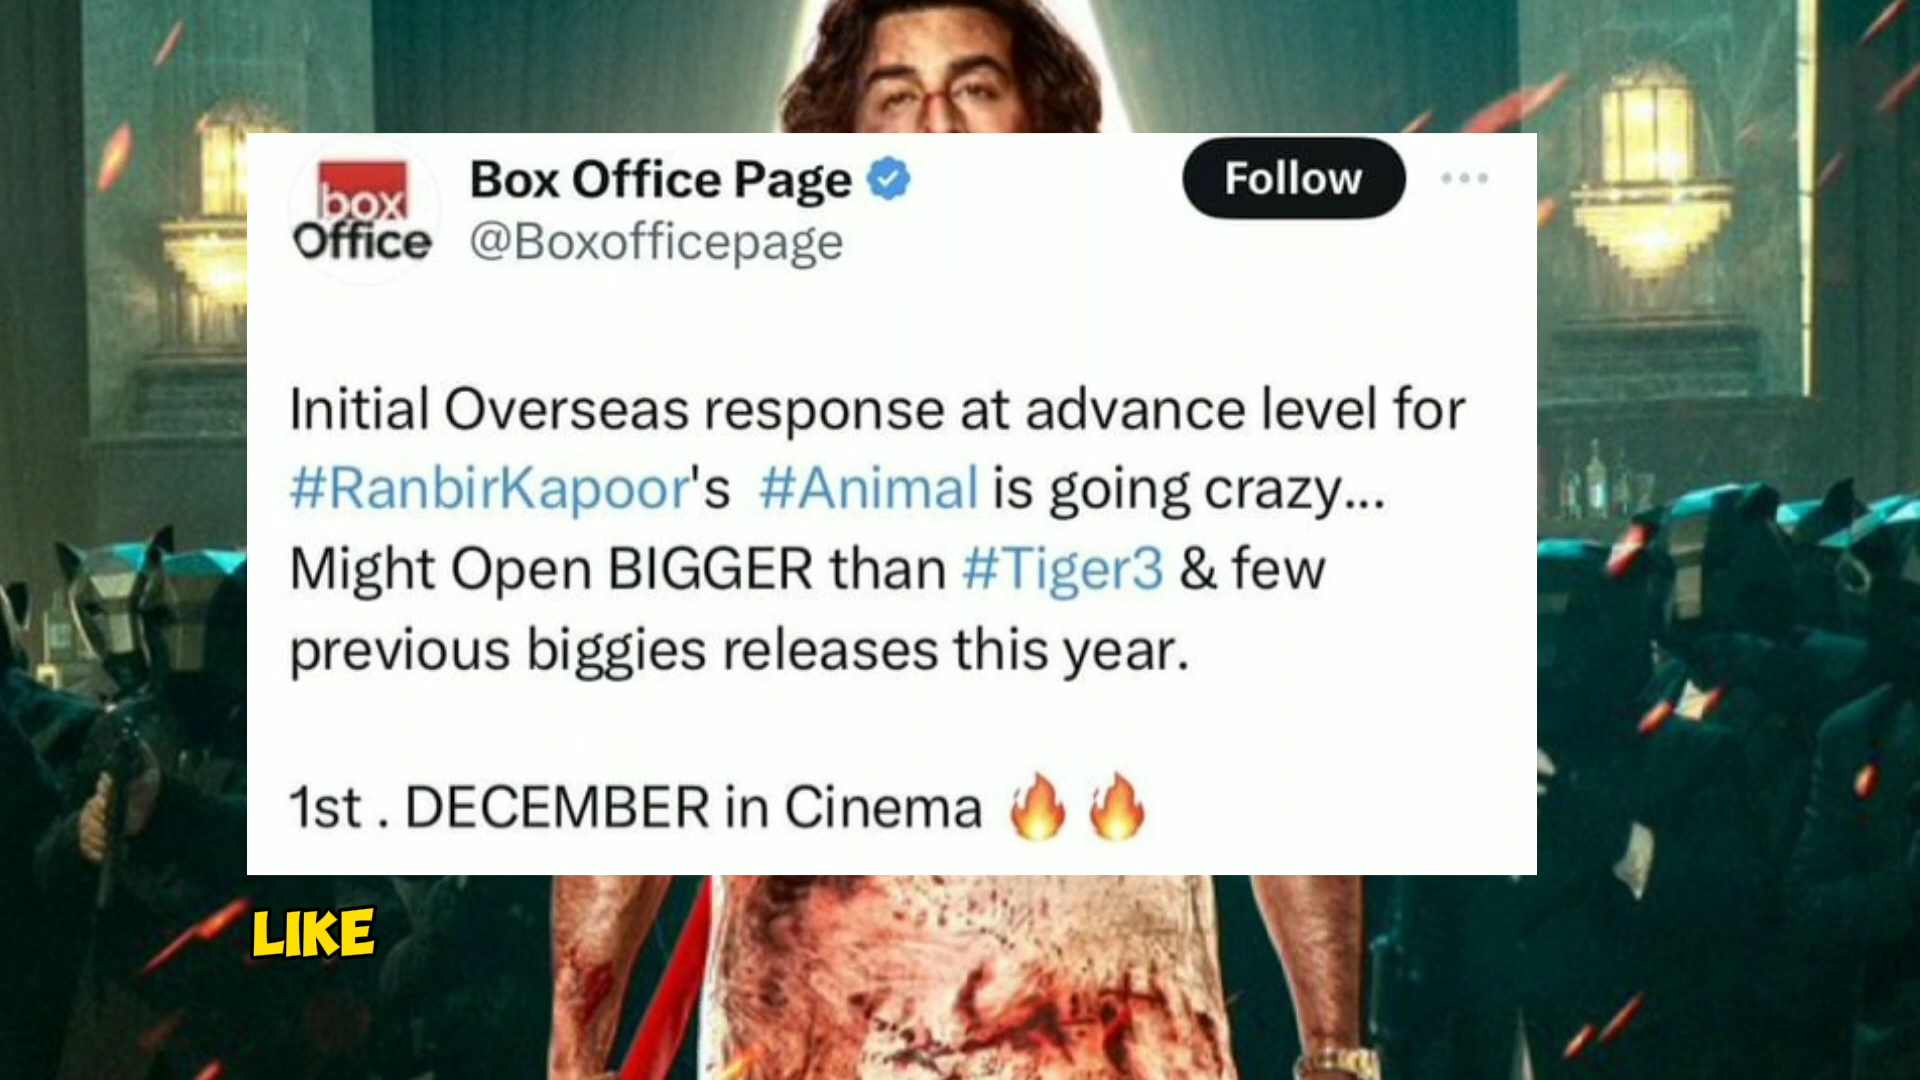 box
Office
Box Office Page
Follow
@Boxofficepage
Initial Overseas response at advance level for
#RanbirKapoor's #Animal is going crazy...
Might Open BIGGER than #Tiger3 & few
previous biggies releases this year.
1st . DECEMBER in Cinema 🔥 🔥
LIKE